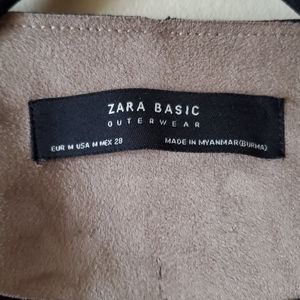 ZARA BASIC
OUTERWEAR
EUR M USA M MEX 28 MADE IN MYANMAR(BURMA)